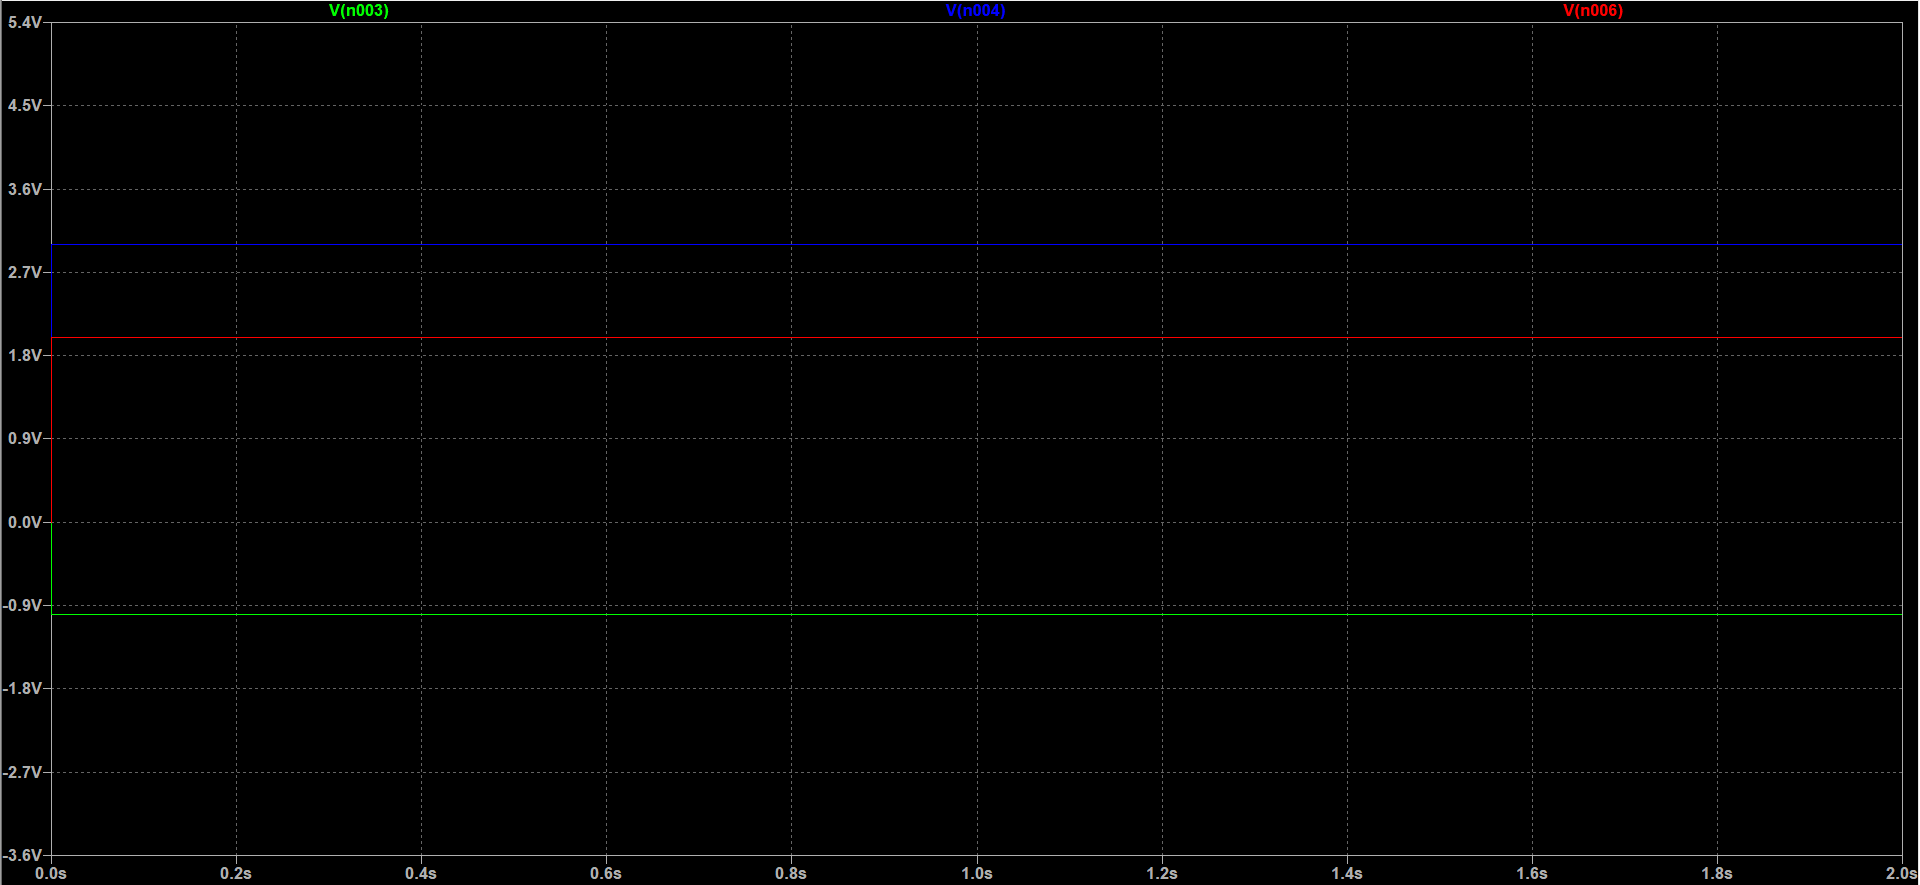 V(n003) V(n004) V(n006)
5.4V
4.5V
3.6V
2.7V
1.8V
0.9V
0.0V
-0.9V
-1.8V
-2.7V
-3.6V
0.0s 0.2s 0.4s 0.6s 0.8s 1.0s 1.2s 1.4s 1.6s 1.8s 2.0s